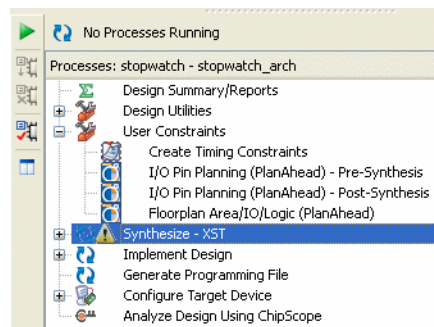 No Processes Running
Processes: stopwatch - stopwatch_arch
Design Summary/Reports
Design Utilities
User Constraints
Create Timing Constraints
I/O Pin Planning (PlanAhead) - Pre-Synthesis
I/O Pin Planning (PlanAhead) - Post-Synthesis
Floorplan Area/IO/Logic (PlanAhead)
Synthesize - XST
Implement Design
Generate Programming File
Configure Target Device
Analyze Design Using ChipScope